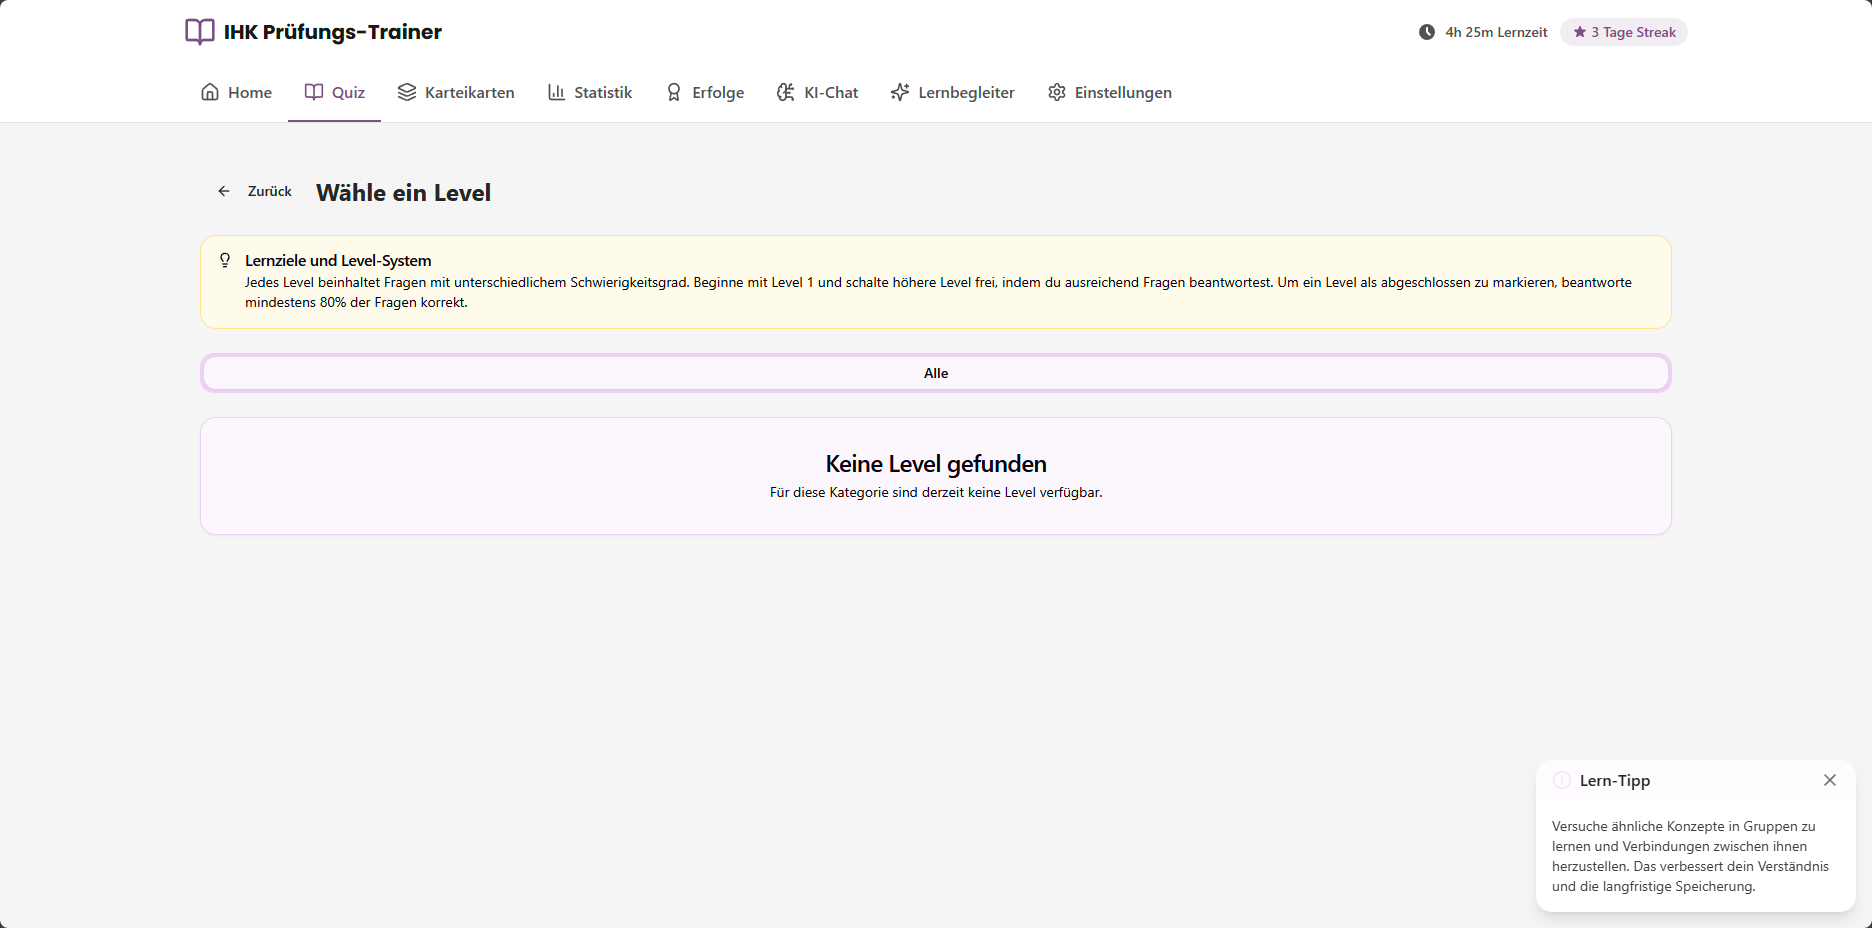 IHK Prüfungs-Trainer
4h 25m Lernzeit
3 Tage Streak
Home
Quiz
Karteikarten
Statistik
Erfolge
KI-Chat
Lernbegleiter
Einstellungen
Zurück
Wähle ein Level
Lernziele und Level-System
Jedes Level beinhaltet Fragen mit unterschiedlichem Schwierigkeitsgrad. Beginne mit Level 1 und schalte höhere Level frei, indem du ausreichend Fragen beantwortest. Um ein Level als abgeschlossen zu markieren, beantworte
mindestens 80% der Fragen korrekt.
Alle
Keine Level gefunden
Für diese Kategorie sind derzeit keine Level verfügbar.
Lern-Tipp
Versuche ähnliche Konzepte in Gruppen zu
lernen und Verbindungen zwischen ihnen
herzustellen. Das verbessert dein Verständnis
und die langfristige Speicherung.